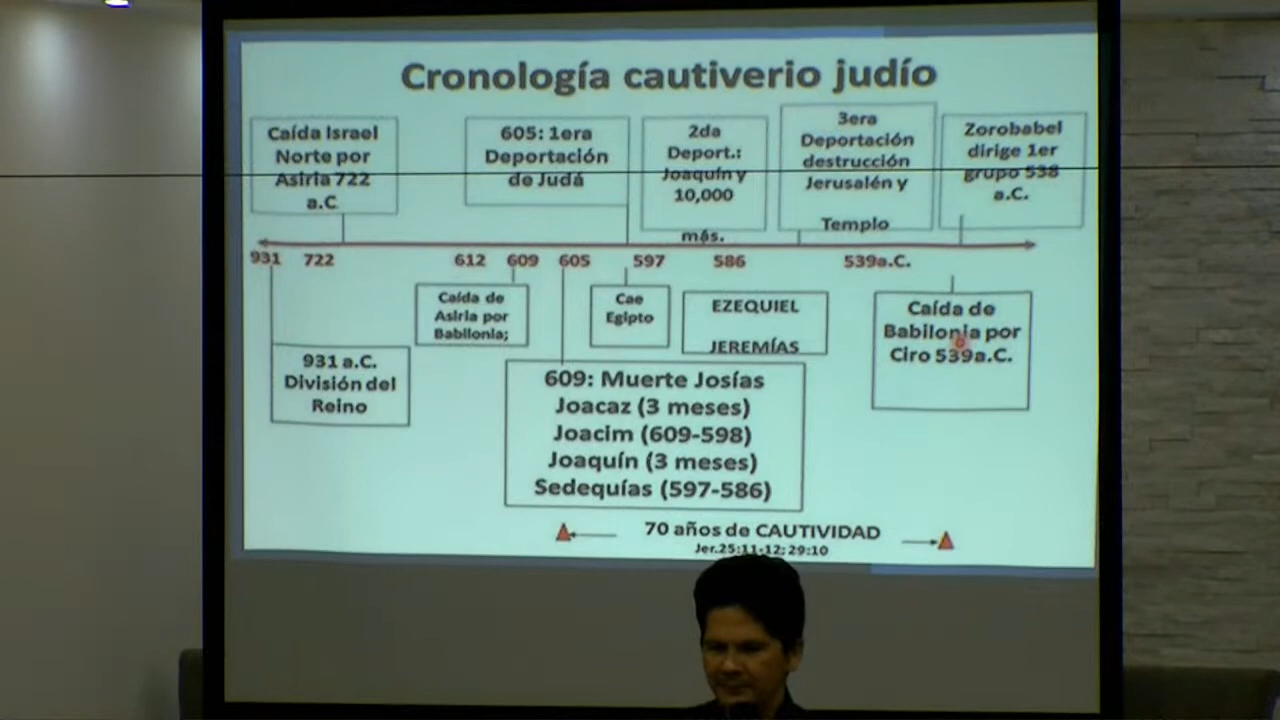 Cronología cautiverio judío
Caída Israel
Norte por
Asiria 722
a.C
605: 1era
Deportación
de Judá
2da
Deport.:
Joaquín y
10,000
más.
3era
Deportación
destrucción
Jerusalén y
Templo
Zorobabel
dirige 1er
grupo 538
a.C.
931 722 612 609 605 597 586 539a.C.
Caída de
Asiria por
Babilonia;
Cae
Egipto
EZEQUIEL
JEREMÍAS
Caída de
Babilonia por
Ciro 539a.C.
931 a.C.
División del
Reino
609: Muerte Josías
Joacaz (3 meses)
Joacim (609-598)
Joaquín (3 meses)
Sedequías (597-586)
70 años de CAUTIVIDAD
Jer.25:11-12; 29:10